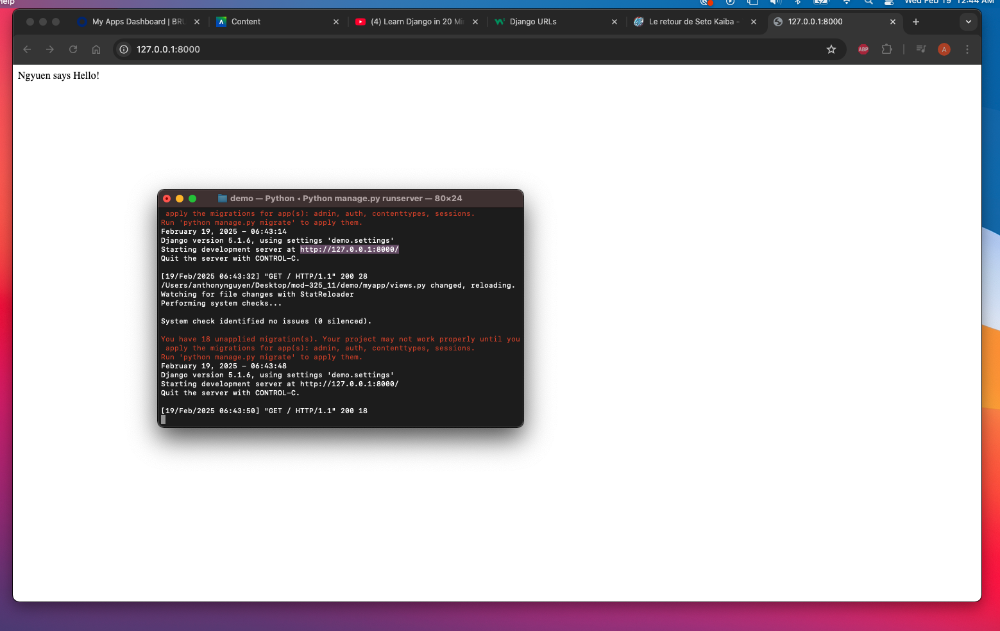 Help
Wed Feb 19 12:44 AM
My Apps Dashboard | BRU
Content
(4) Learn Django in 20 Mi
Django URLs
Le retour de Seto Kaiba -
127.0.0.1:8000
127.0.0.1:8000
ABP
A
Ngyuen says Hello!
demo — Python ◂ Python manage.py runserver — 80×24
apply the migrations for app(s): admin, auth, contenttypes, sessions.
Run 'python manage.py migrate' to apply them.
February 19, 2025 - 06:43:14
Django version 5.1.6, using settings 'demo.settings'
Starting development server at http://127.0.0.1:8000/
Quit the server with CONTROL-C.
[19/Feb/2025 06:43:32] "GET / HTTP/1.1" 200 28
/Users/anthonynguyen/Desktop/mod-325_11/demo/myapp/views.py changed, reloading.
Watching for file changes with StatReloader
Performing system checks...
System check identified no issues (0 silenced).
You have 18 unapplied migration(s). Your project may not work properly until you
apply the migrations for app(s): admin, auth, contenttypes, sessions.
Run 'python manage.py migrate' to apply them.
February 19, 2025 - 06:43:48
Django version 5.1.6, using settings 'demo.settings'
Starting development server at http://127.0.0.1:8000/
Quit the server with CONTROL-C.
[19/Feb/2025 06:43:50] "GET / HTTP/1.1" 200 18